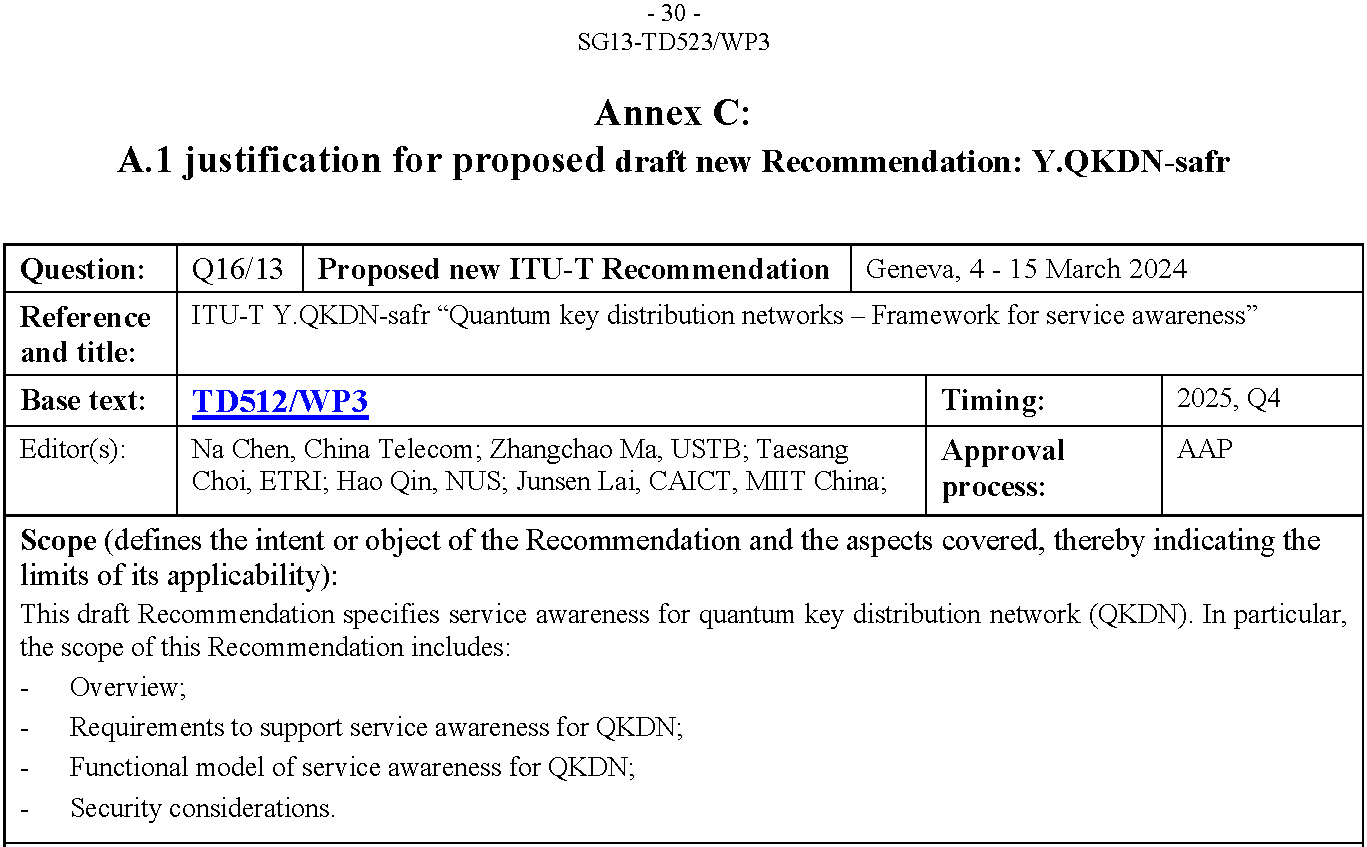 - 30 -
SG13-TD523/WP3
Annex C:
A.1 justification for proposed draft new Recommendation: Y.QKDN-safr
Question: Q16/13 Proposed new ITU-T Recommendation Geneva, 4 - 15 March 2024
Reference and title: ITU-T Y.QKDN-safr “Quantum key distribution networks – Framework for service awareness”
Base text: TD512/WP3 Timing: 2025, Q4
Editor(s): Na Chen, China Telecom; Zhangchao Ma, USTB; Taesang
Choi, ETRI; Hao Qin, NUS; Junsen Lai, CAICT, MIIT China;
Approval process: AAP
Scope (defines the intent or object of the Recommendation and the aspects covered, thereby indicating the
limits of its applicability):
This draft Recommendation specifies service awareness for quantum key distribution network (QKDN). In particular,
the scope of this Recommendation includes:
- Overview;
- Requirements to support service awareness for QKDN;
- Functional model of service awareness for QKDN;
- Security considerations.